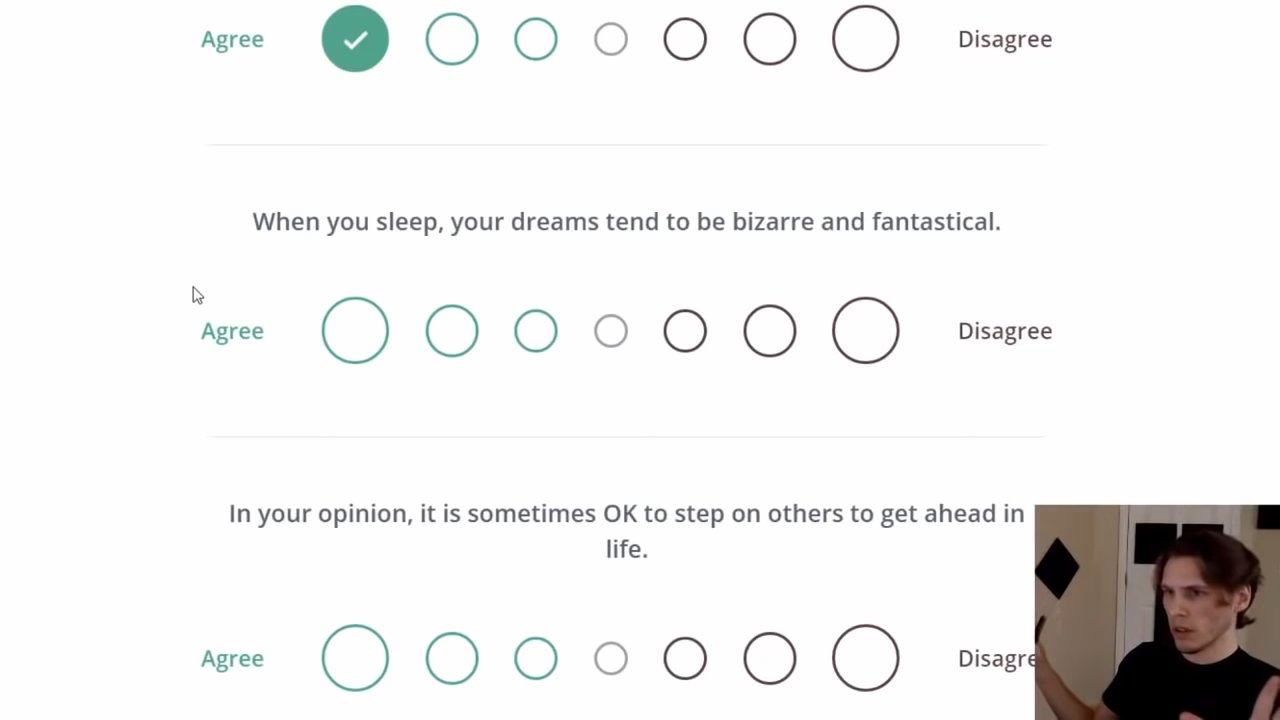 Agree Disagree
When you sleep, your dreams tend to be bizarre and fantastical.
Agree Disagree
In your opinion, it is sometimes OK to step on others to get ahead in
life.
Agree Disagre